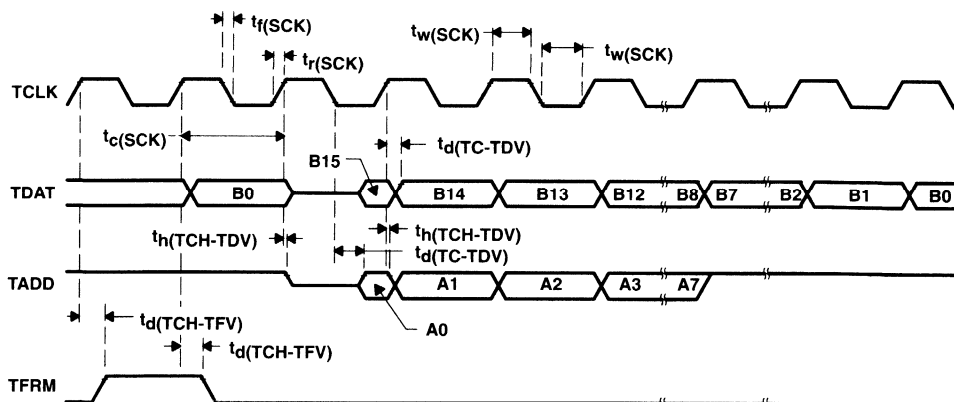 tf(SCK)
tw(SCK)
tr(SCK)
tw(SCK)
TCLK
tc(SCK)
td(TC-TDV)
B15
TDAT
B0
B14
B13
B12
B8
B7
B2
B1
B0
th(TCH-TDV)
th(TCH-TDV)
td(TC-TDV)
TADD
A1
A2
A3
A7
td(TCH-TFV)
A0
td(TCH-TFV)
TFRM